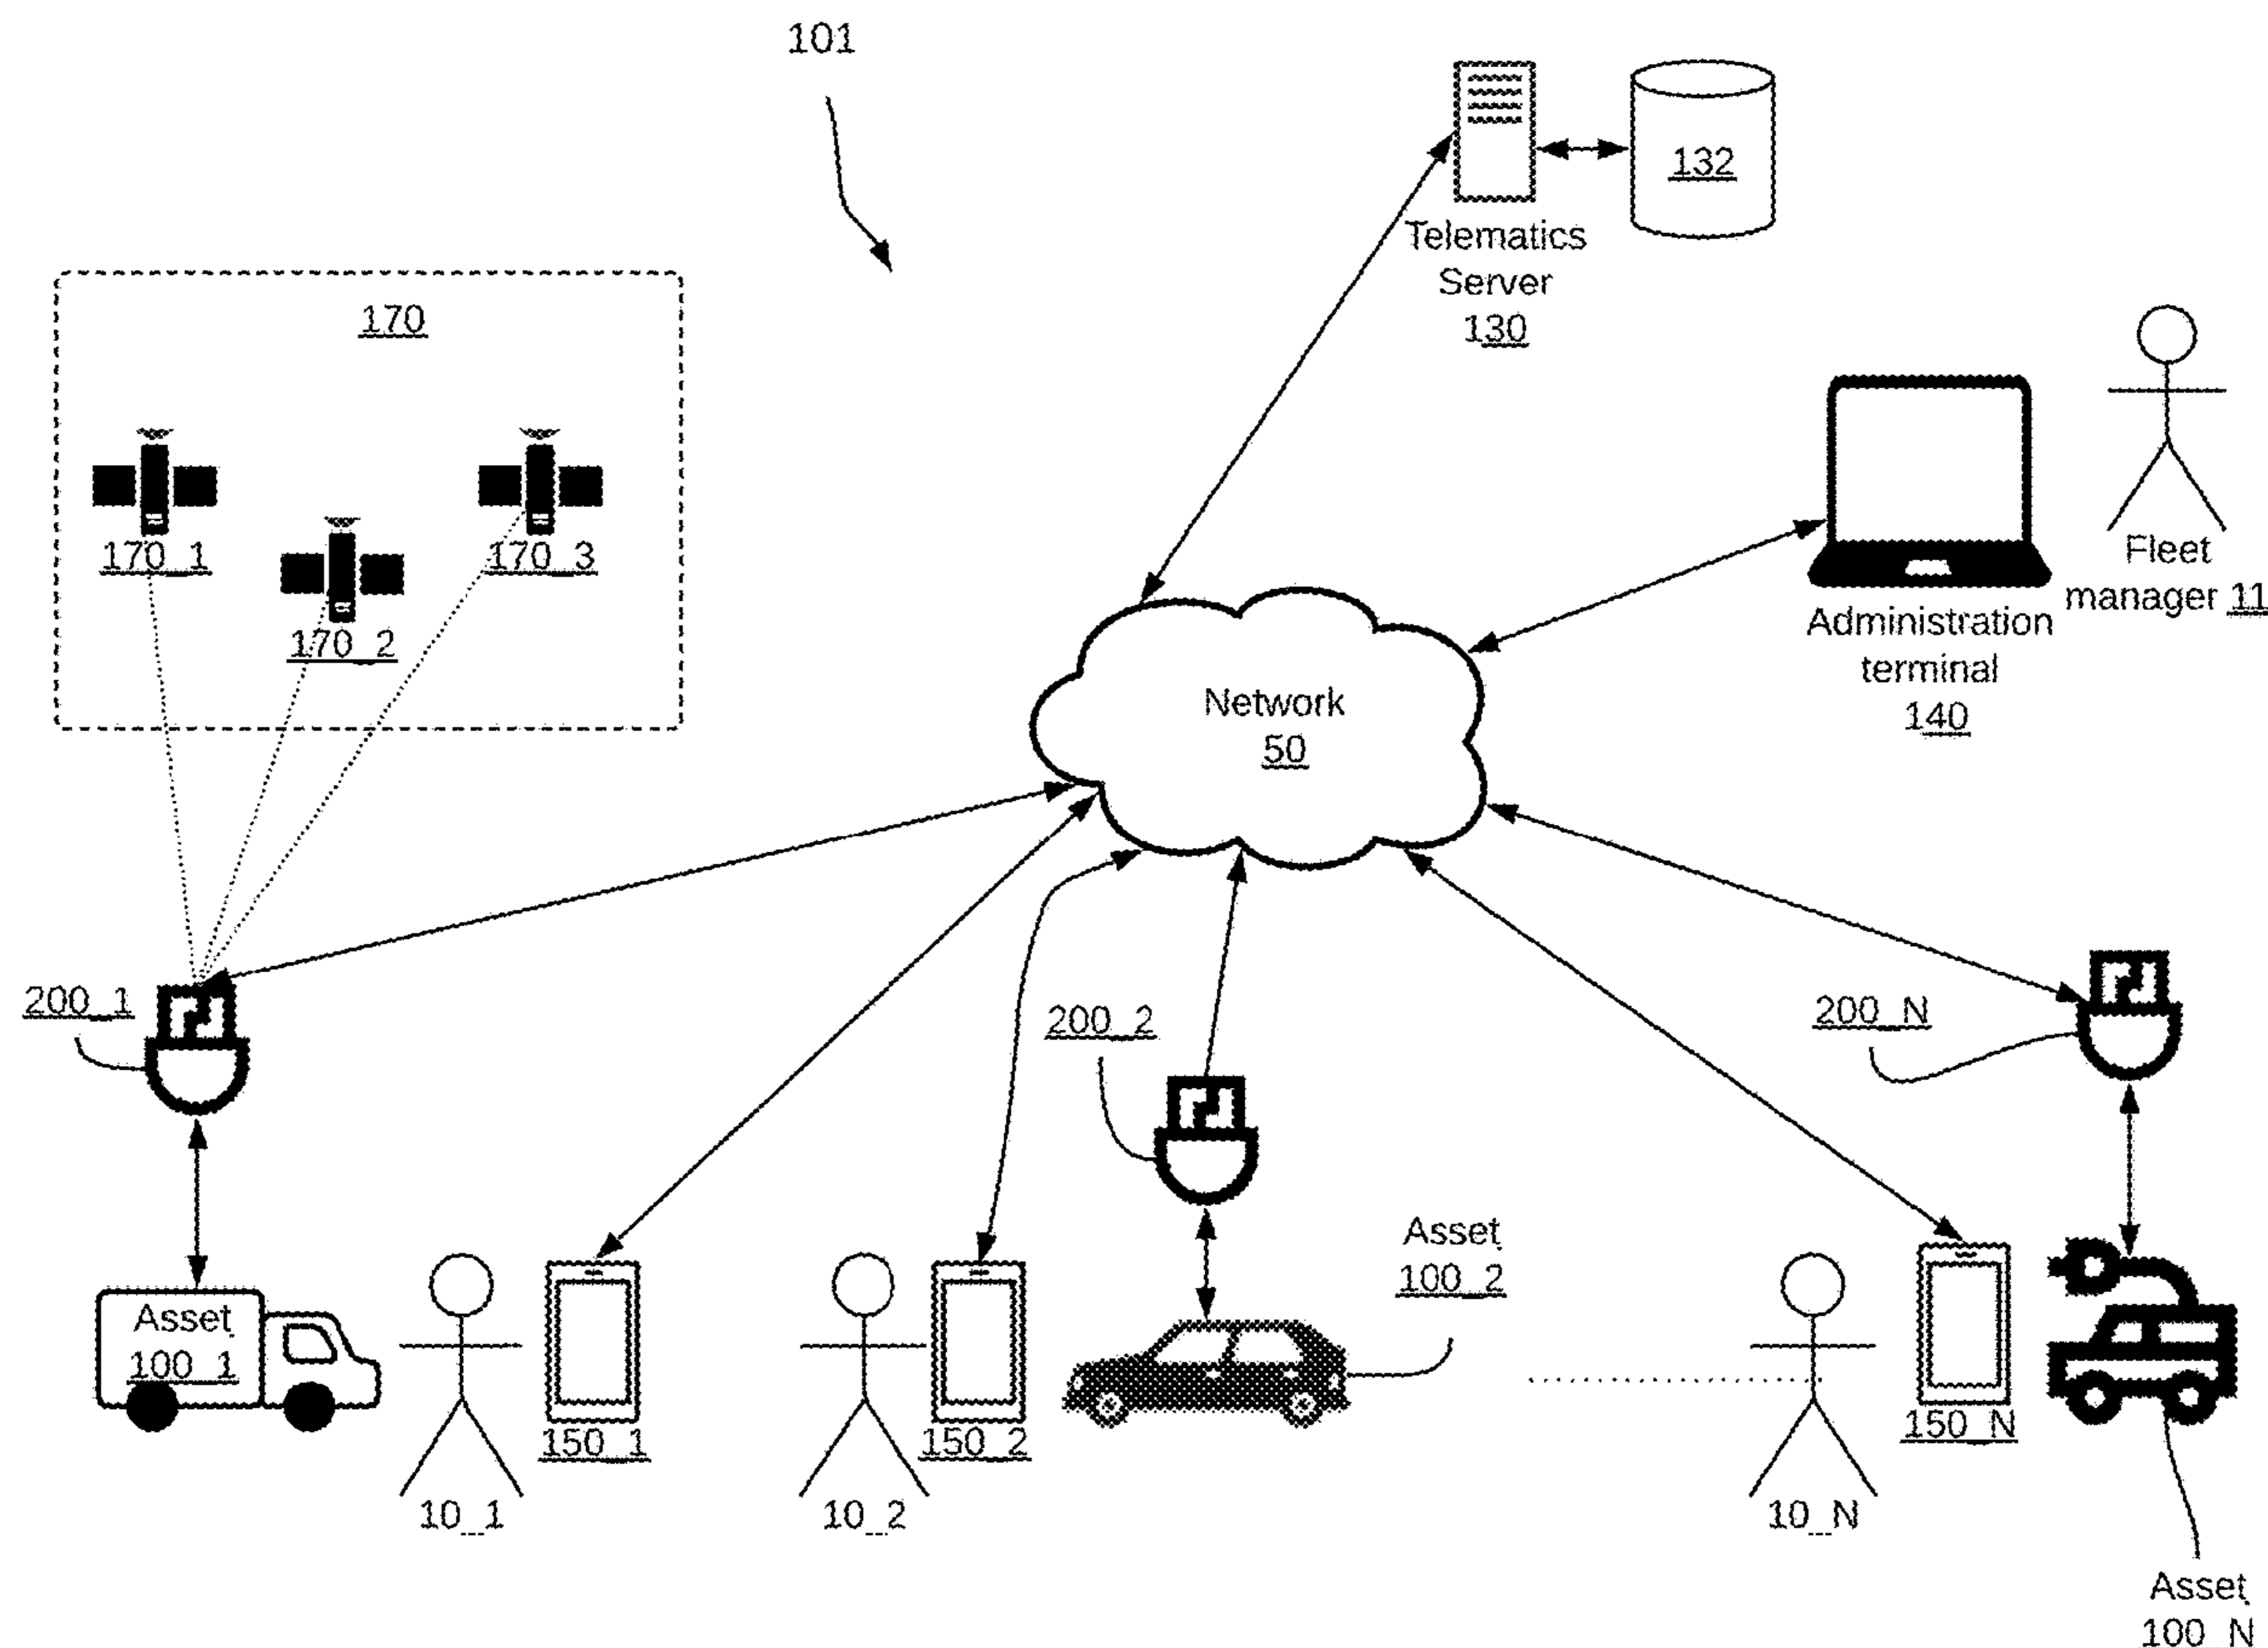 101
132
Telematics
Server
130
170
170_1
170_2
170_3
Fleet
manager 11
Administration
terminal
140
Network
50
200_1
200_2
200_N
Asset
100_1
Asset
100_2
150_1
150_2
150_N
10_1
10_2
10_N
Asset
100_N